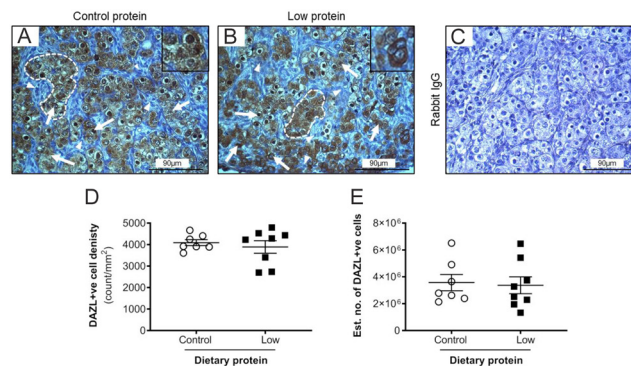 Control protein
Low protein
A
B
C
Rabbit IgG
90µm
90µm
90µm
D
E
DAZL+ve cell denisty
(count/mm²)
5000
4000
3000
2000
1000
0
Control
Low
Dietary protein
Est. no. of DAZL+ve cells
8×10⁶
6×10⁶
4×10⁶
2×10⁶
0
Control
Low
Dietary protein